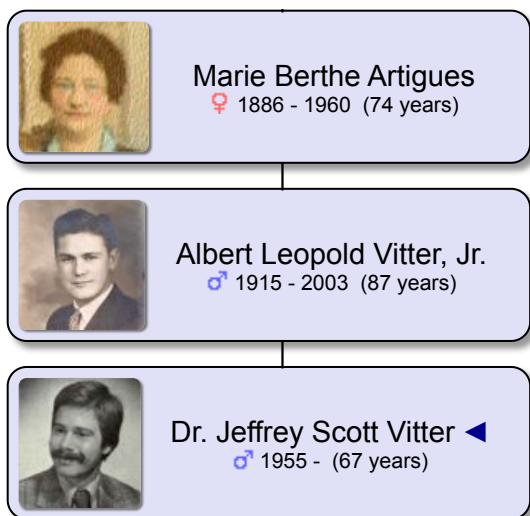 Marie Berthe Artigues
♀ 1886 - 1960 (74 years)
Albert Leopold Vitter, Jr.
♂ 1915 - 2003 (87 years)
Dr. Jeffrey Scott Vitter ◄
♂ 1955 - (67 years)